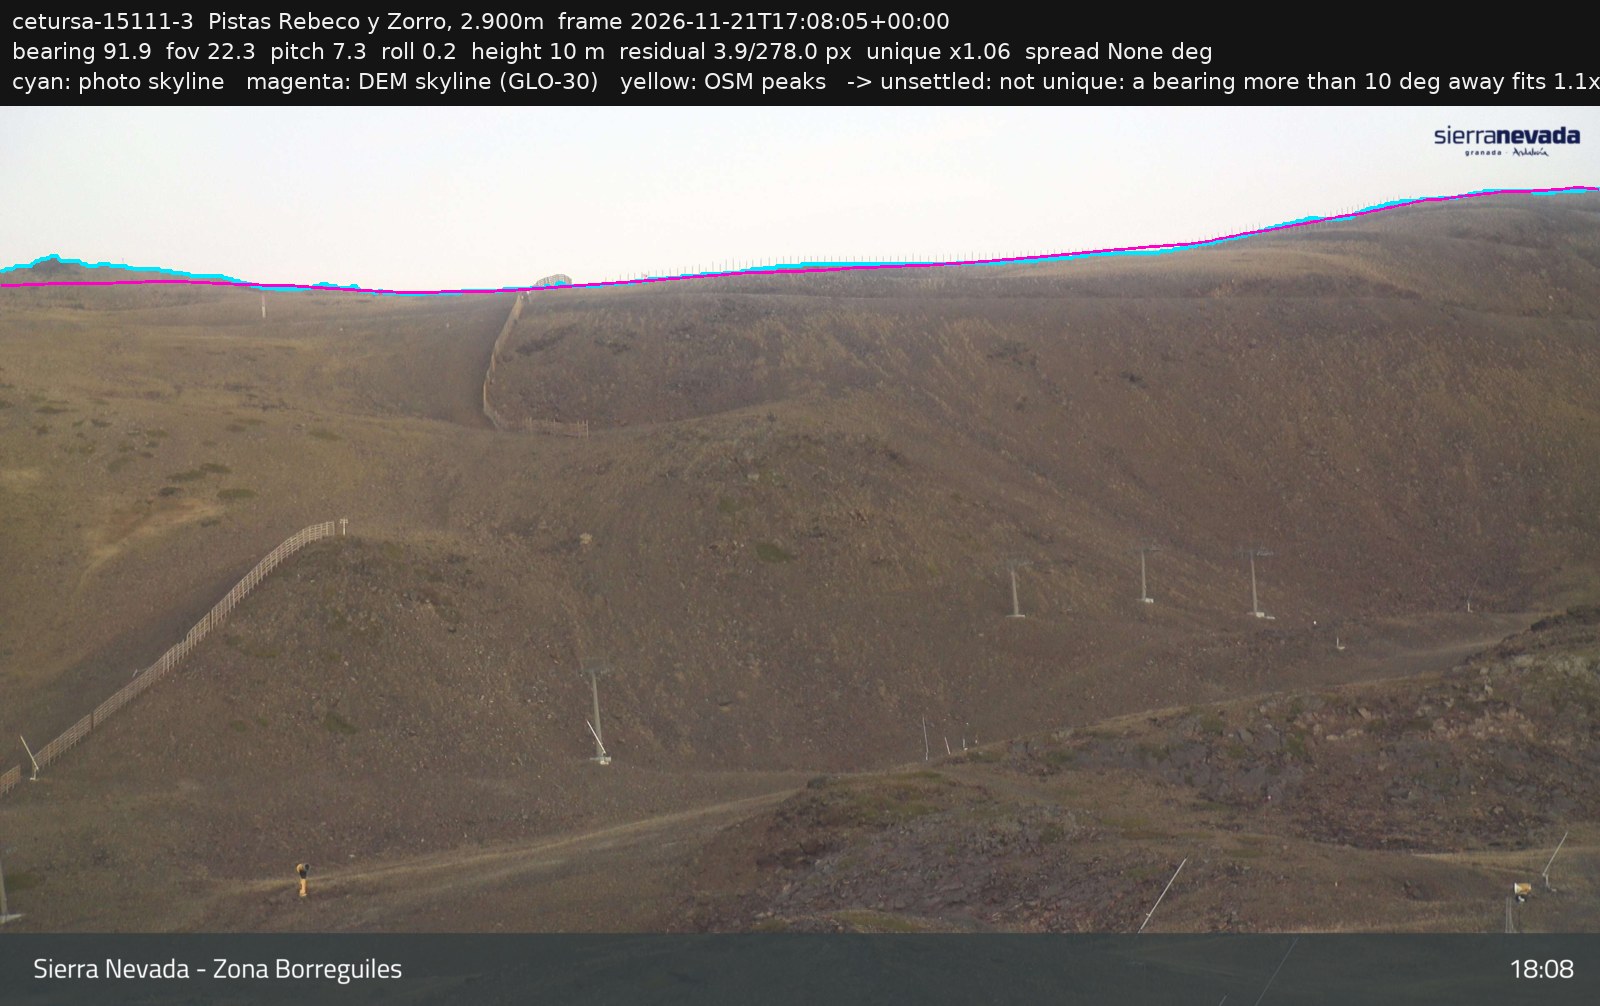 cetursa-15111-3  Pistas Rebeco y Zorro, 2.900m  frame 2026-11-21T17:08:05+00:00
bearing 91.9  fov 22.3  pitch 7.3  roll 0.2  height 10 m  residual 3.9/278.0 px  unique x1.06  spread None deg
cyan: photo skyline   magenta: DEM skyline (GLO-30)   yellow: OSM peaks   -> unsettled: not unique: a bearing more than 10 deg away fits 1.1x
sierranevada
granada · Andalucía
Sierra Nevada - Zona Borreguiles
18:08